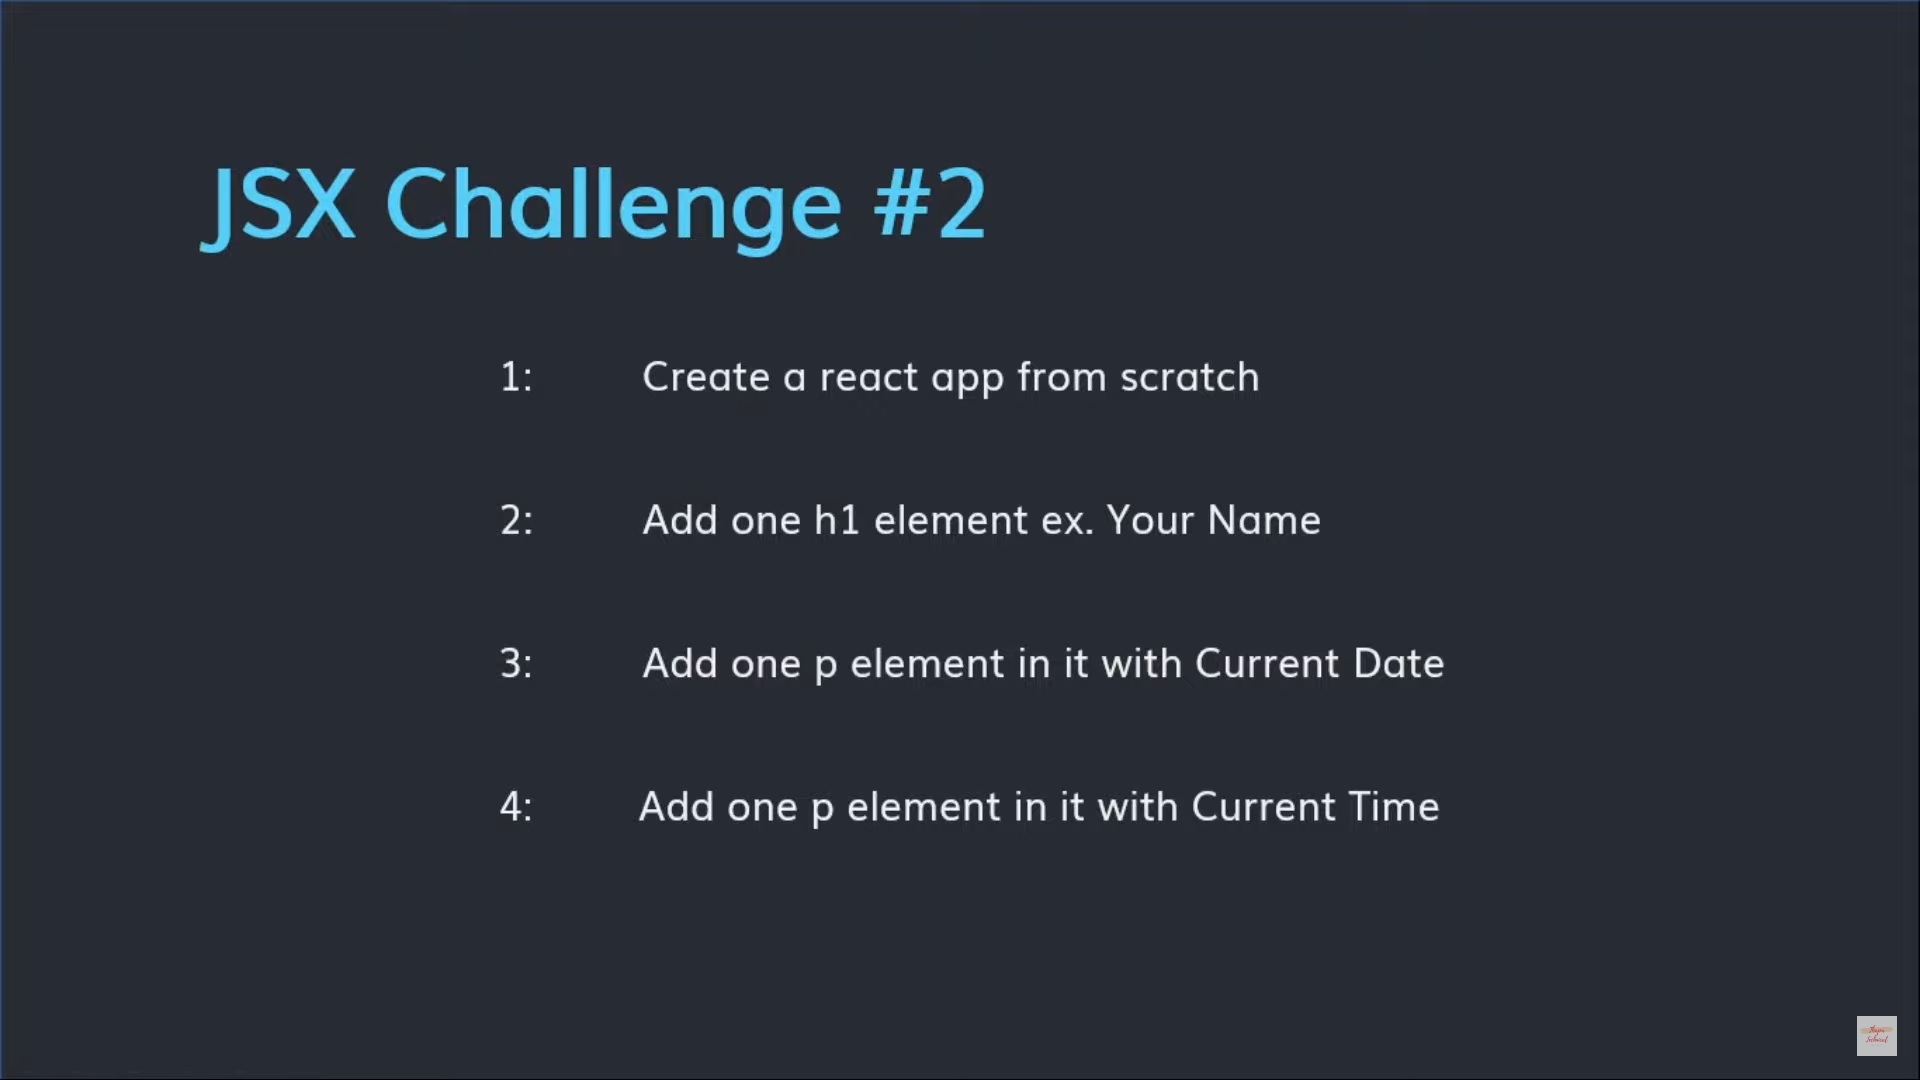 JSX Challenge #2
1: Create a react app from scratch
2: Add one h1 element ex. Your Name
3: Add one p element in it with Current Date
4: Add one p element in it with Current Time